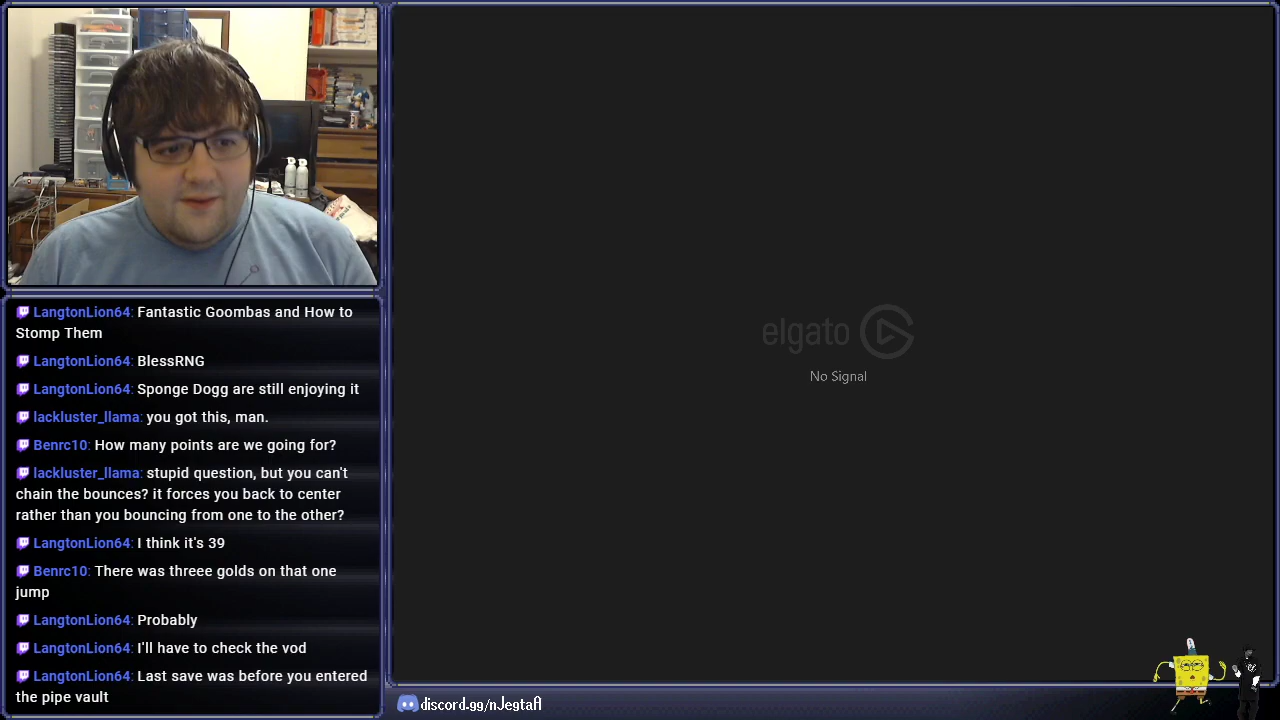 LangtonLion64: Fantastic Goombas and How to
Stomp Them
LangtonLion64: BlessRNG
LangtonLion64: Sponge Dogg are still enjoying it
lackluster_llama: you got this, man.
Benrc10: How many points are we going for?
lackluster_llama: stupid question, but you can't
chain the bounces? it forces you back to center
rather than you bouncing from one to the other?
LangtonLion64: I think it's 39
Benrc10: There was threee golds on that one
jump
LangtonLion64: Probably
LangtonLion64: I'll have to check the vod
LangtonLion64: Last save was before you entered
the pipe vault
elgato
No Signal
discord.gg/nJegtafl